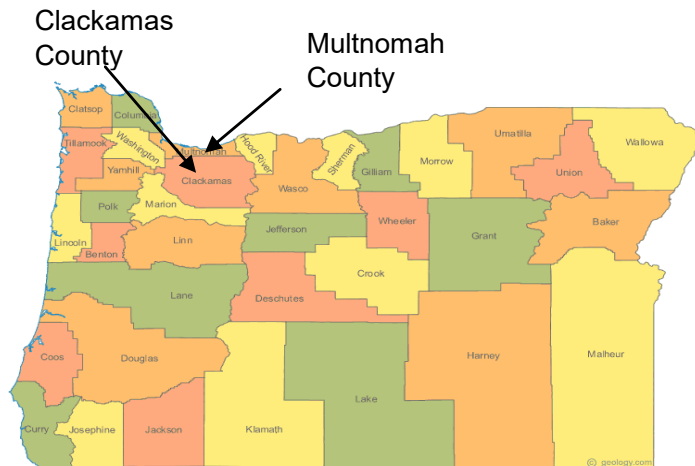 Clackamas
County
Multnomah
County
Clatsop
Columbia
Tillamook
Washington
Multnomah
Hood River
Sherman
Gilliam
Morrow
Umatilla
Wallowa
Union
Yamhill
Clackamas
Wasco
Polk
Marion
Wheeler
Baker
Lincoln
Benton
Linn
Jefferson
Grant
Crook
Lane
Deschutes
Coos
Douglas
Harney
Malheur
Lake
Curry
Josephine
Jackson
Klamath
© geology.com